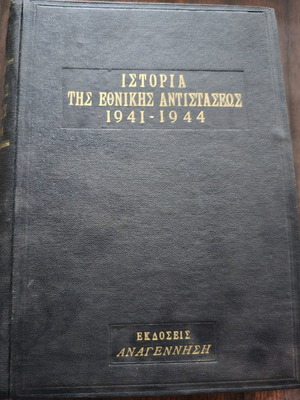 ΙΣΤΟΡΙΑ
ΤΗΣ ΕΘΝΙΚΗΣ ΑΝΤΙΣΤΑΣΕΩΣ
1941-1944
ΕΚΔΟΣΕΙΣ
ΑΝΑΓΕΝΝΗΣΗ